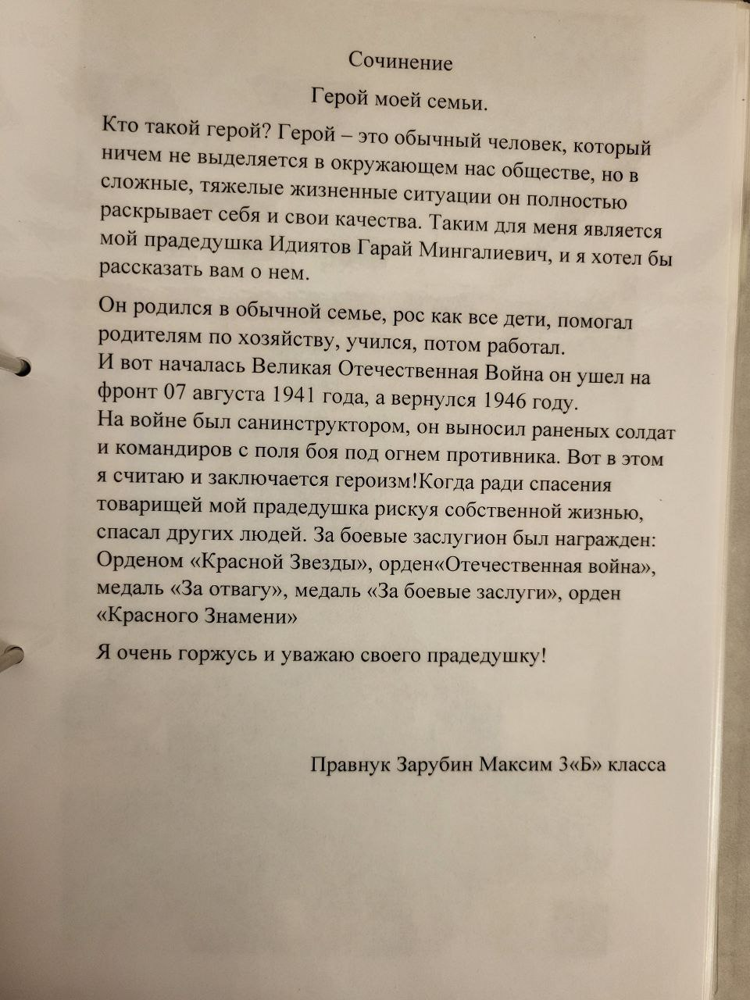 Сочинение
Герой моей семьи.
Кто такой герой? Герой – это обычный человек, который
ничем не выделяется в окружающем нас обществе, но в
сложные, тяжелые жизненные ситуации он полностью
раскрывает себя и свои качества. Таким для меня является
мой прадедушка Идиятов Гарай Мингалиевич, и я хотел бы
рассказать вам о нем.
Он родился в обычной семье, рос как все дети, помогал
родителям по хозяйству, учился, потом работал.
И вот началась Великая Отечественная Война он ушел на
фронт 07 августа 1941 года, а вернулся 1946 году.
На войне был санинструктором, он выносил раненых солдат
и командиров с поля боя под огнем противника. Вот в этом
я считаю и заключается героизм!Когда ради спасения
товарищей мой прадедушка рискуя собственной жизнью,
спасал других людей. За боевые заслугион был награжден:
Орденом «Красной Звезды», орден«Отечественная война»,
медаль «За отвагу», медаль «За боевые заслуги», орден
«Красного Знамени»
Я очень горжусь и уважаю своего прадедушку!
Правнук Зарубин Максим 3«Б» класса